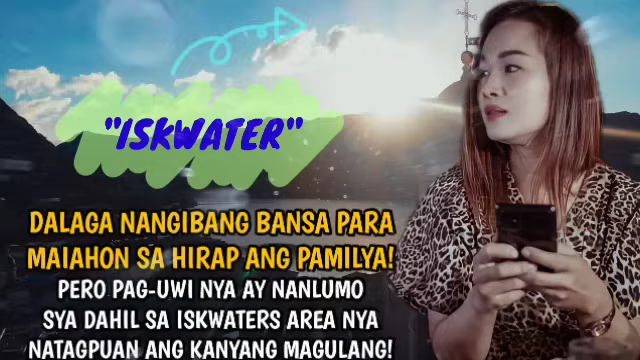 "ISKWATER"
DALAGA NANGIBANG BANSA PARA
MAIAHON SA HIRAP ANG PAMILYA!
PERO PAG-UWI NYA AY NANLUMO
SYA DAHIL SA ISKWATERS AREA NYA
NATAGPUAN ANG KANYANG MAGULANG!